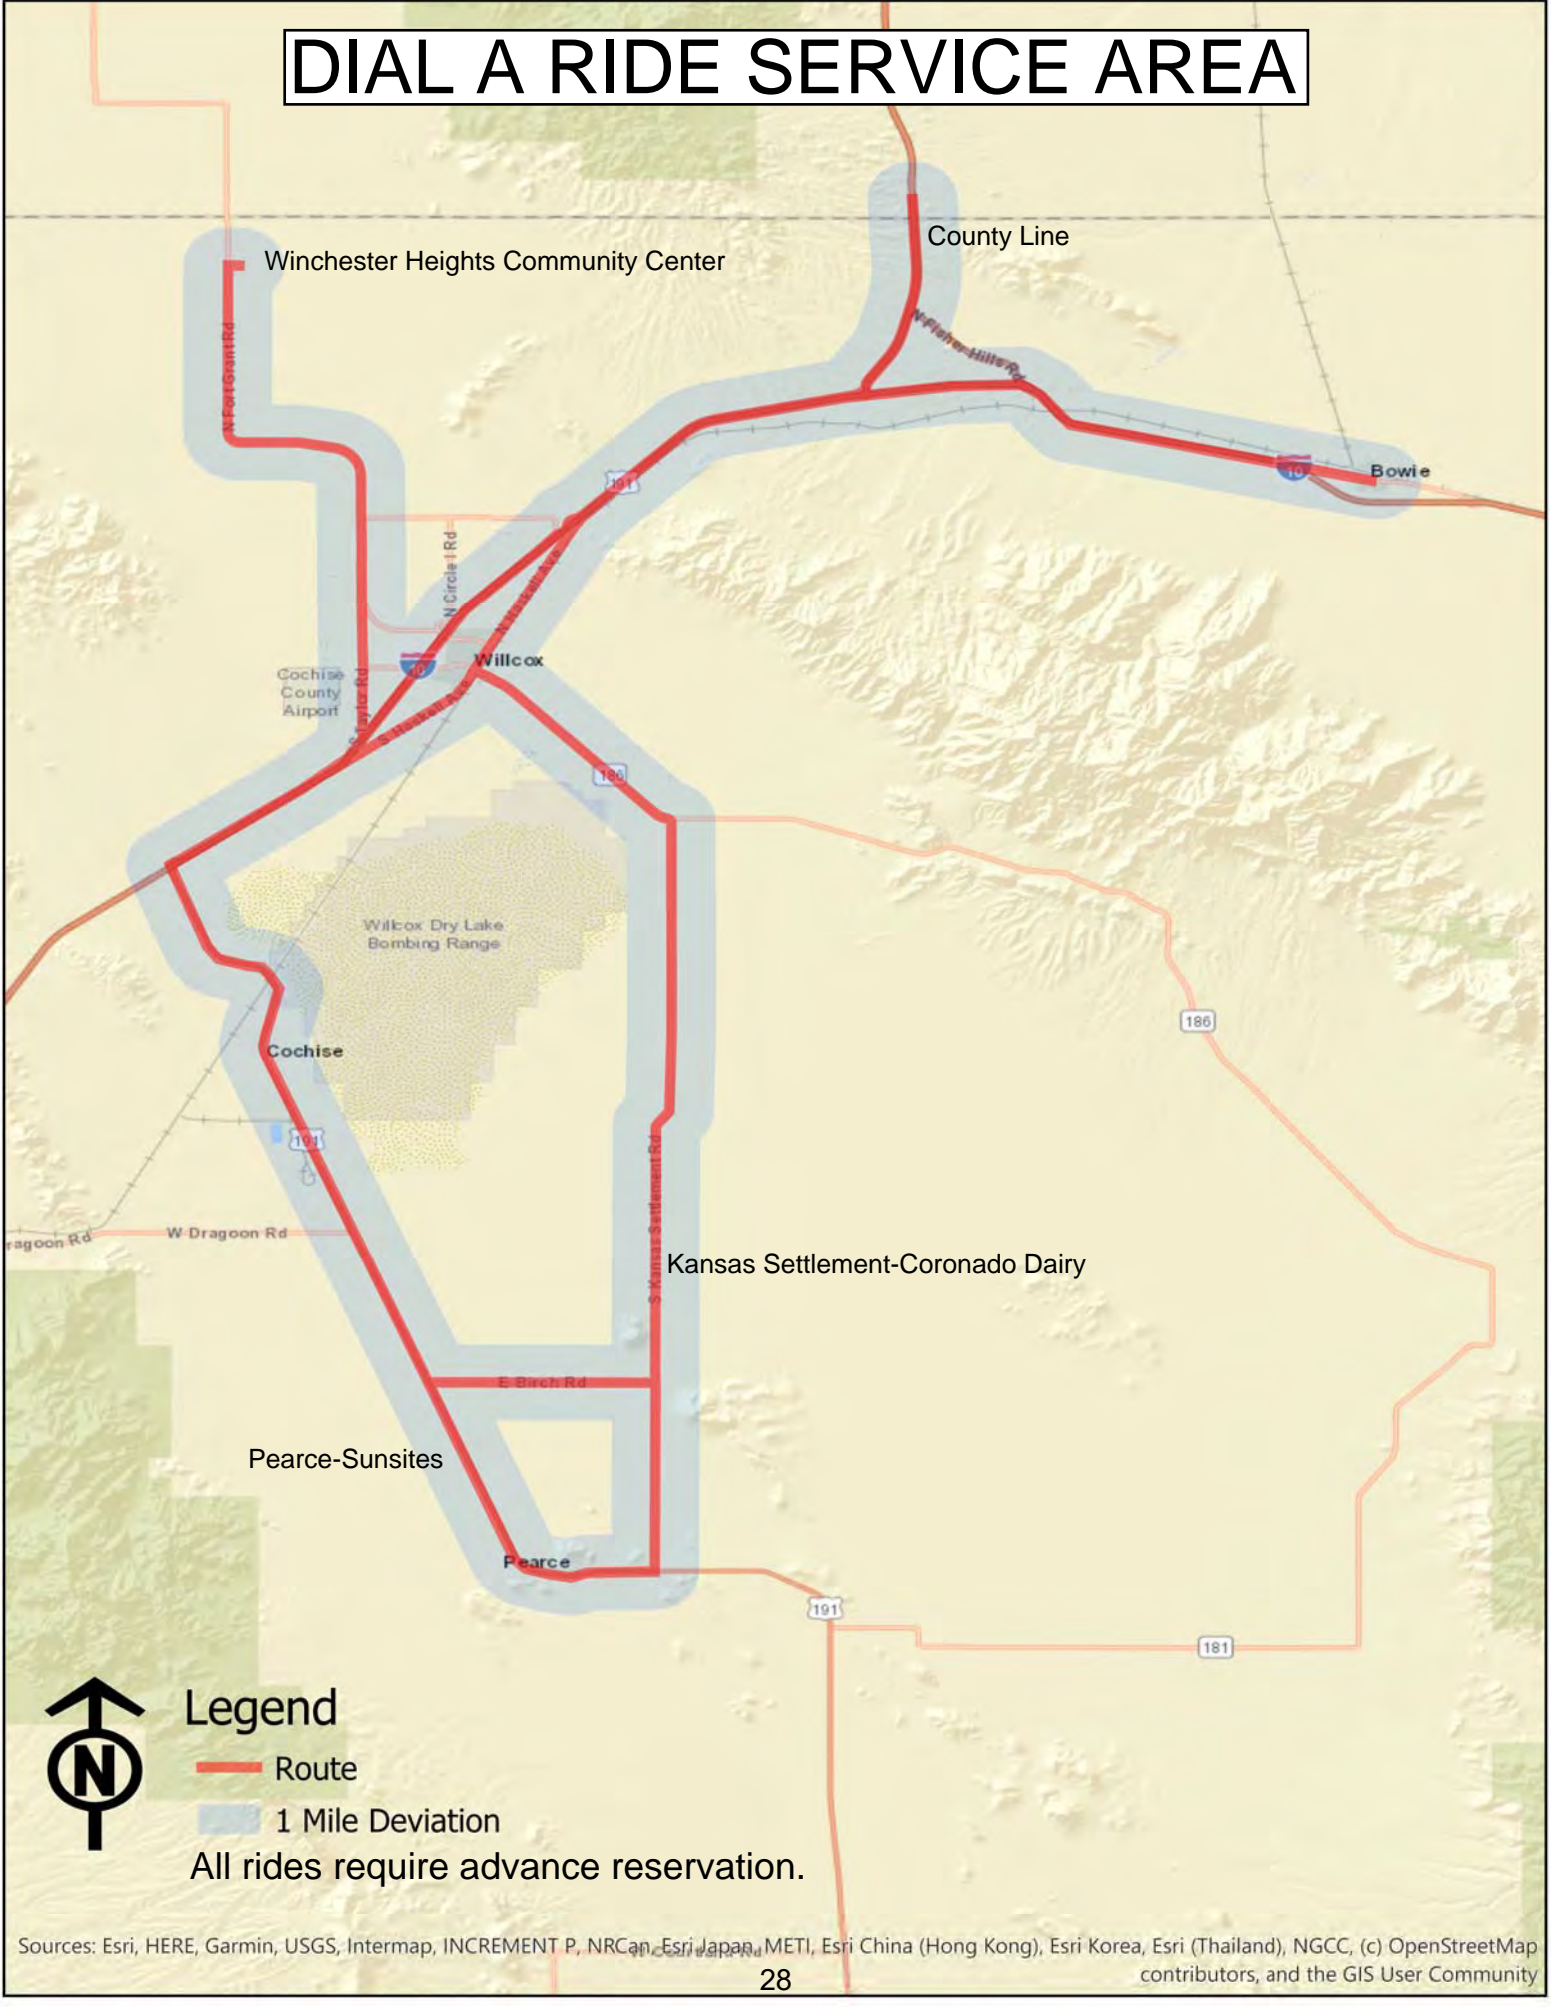 DIAL A RIDE SERVICE AREA
County Line
Winchester Heights Community Center
N Fisher Hills Rd
N Fort Grant Rd
10
Bowie
191
N Circle I Rd
N Haskell Ave
Willcox
10
Cochise
County
Airport
S Taylor Rd
S Haskell Ave
186
Willcox Dry Lake
Bombing Range
186
Cochise
191
S Kansas Settlement Rd
W Dragoon Rd
ragoon Rd
Kansas Settlement-Coronado Dairy
E Birch Rd
Pearce-Sunsites
Pearce
191
181
Legend
N
Route
1 Mile Deviation
All rides require advance reservation.
Sources: Esri, HERE, Garmin, USGS, Intermap, INCREMENT P, NRCan, Esri Japan, METI, Esri China (Hong Kong), Esri Korea, Esri (Thailand), NGCC, (c) OpenStreetMap
contributors, and the GIS User Community
28